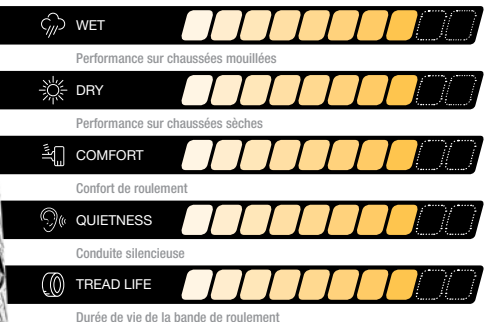 WET
Performance sur chaussées mouillées
DRY
Performance sur chaussées sèches
COMFORT
Confort de roulement
QUIETNESS
Conduite silencieuse
TREAD LIFE
Durée de vie de la bande de roulement